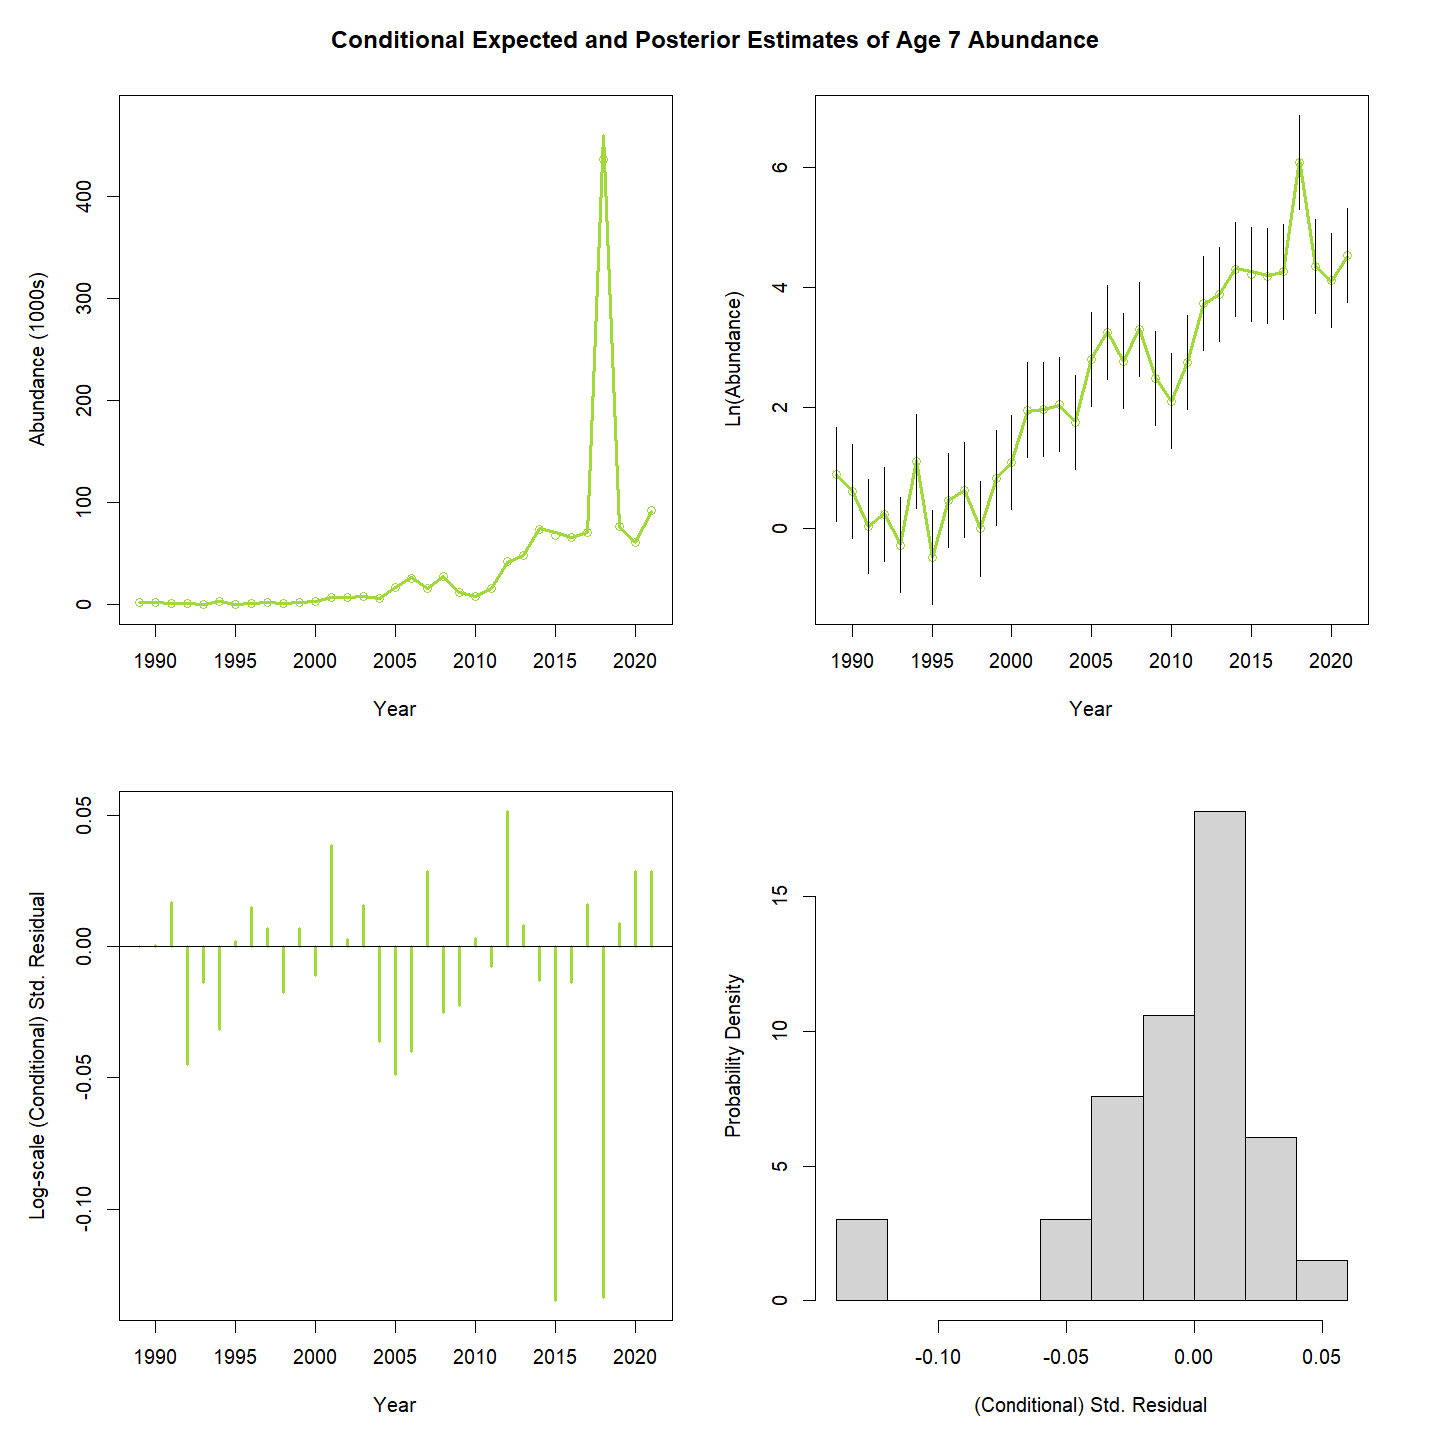 Conditional Expected and Posterior Estimates of Age 7 Abundance
Abundance (1000s)
400
300
200
100
0
1990 1995 2000 2005 2010 2015 2020
Year
Ln(Abundance)
6
4
2
0
1990 1995 2000 2005 2010 2015 2020
Year
Log-scale (Conditional) Std. Residual
0.05
0.00
-0.05
-0.10
1990 1995 2000 2005 2010 2015 2020
Year
Probability Density
15
10
5
0
-0.10 -0.05 0.00 0.05
(Conditional) Std. Residual